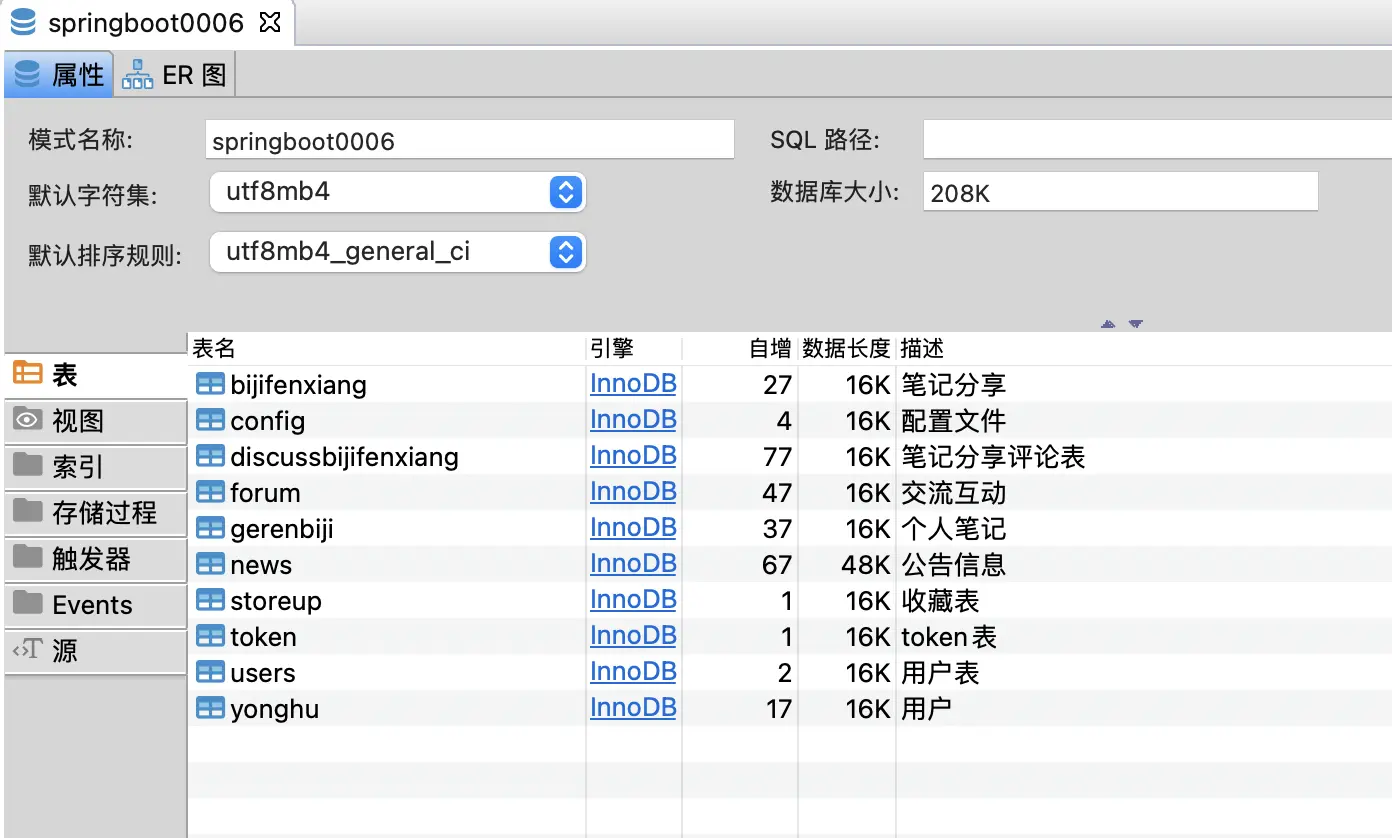 springboot0006
属性 ER 图
模式名称: springboot0006 SQL 路径:
默认字符集: utf8mb4 数据库大小: 208K
默认排序规则: utf8mb4_general_ci
表
视图
索引
存储过程
触发器
Events
源
表名 引擎 自增 数据长度 描述
bijifenxiang InnoDB 27 16K 笔记分享
config InnoDB 4 16K 配置文件
discussbijifenxiang InnoDB 77 16K 笔记分享评论表
forum InnoDB 47 16K 交流互动
gerenbiji InnoDB 37 16K 个人笔记
news InnoDB 67 48K 公告信息
storeup InnoDB 1 16K 收藏表
token InnoDB 1 16K token表
users InnoDB 2 16K 用户表
yonghu InnoDB 17 16K 用户